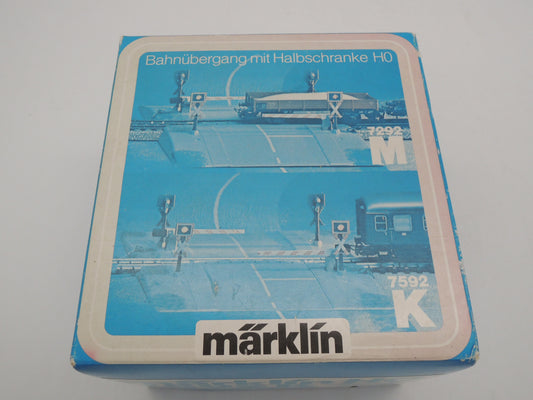 Bahnübergang mit Halbschranke H0
7292
M
7592
K
märklin